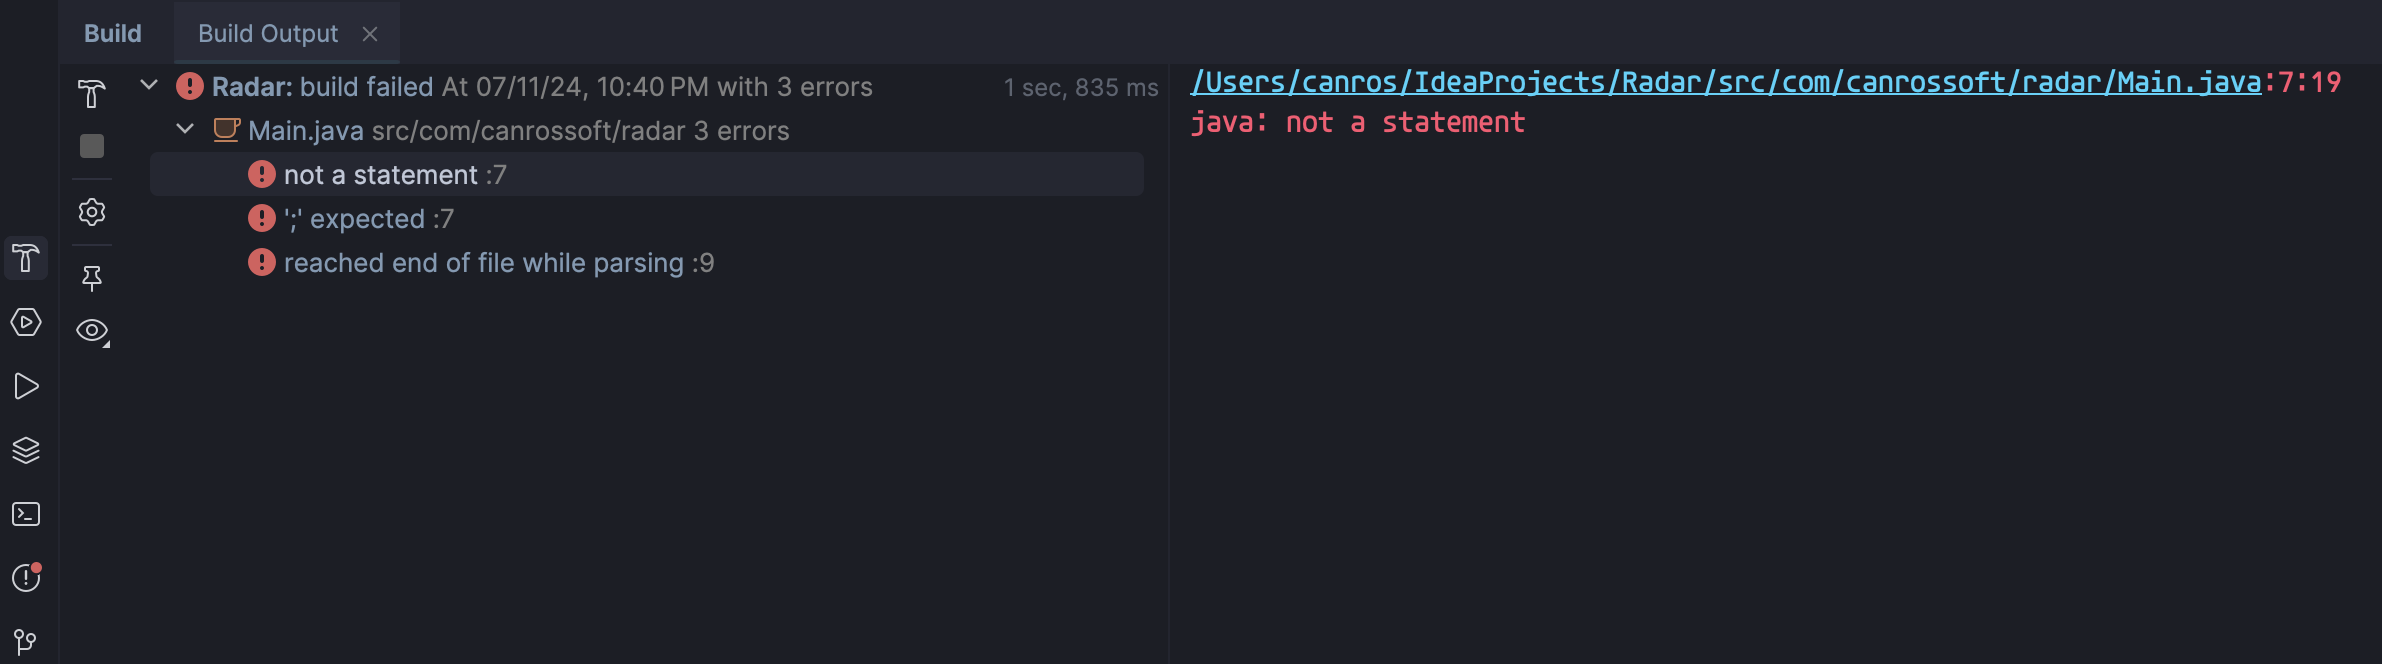 Build Build Output
Radar: build failed At 07/11/24, 10:40 PM with 3 errors 1 sec, 835 ms
Main.java src/com/canrossoft/radar 3 errors
not a statement :7
';' expected :7
reached end of file while parsing :9
/Users/canros/IdeaProjects/Radar/src/com/canrossoft/radar/Main.java:7:19
java: not a statement